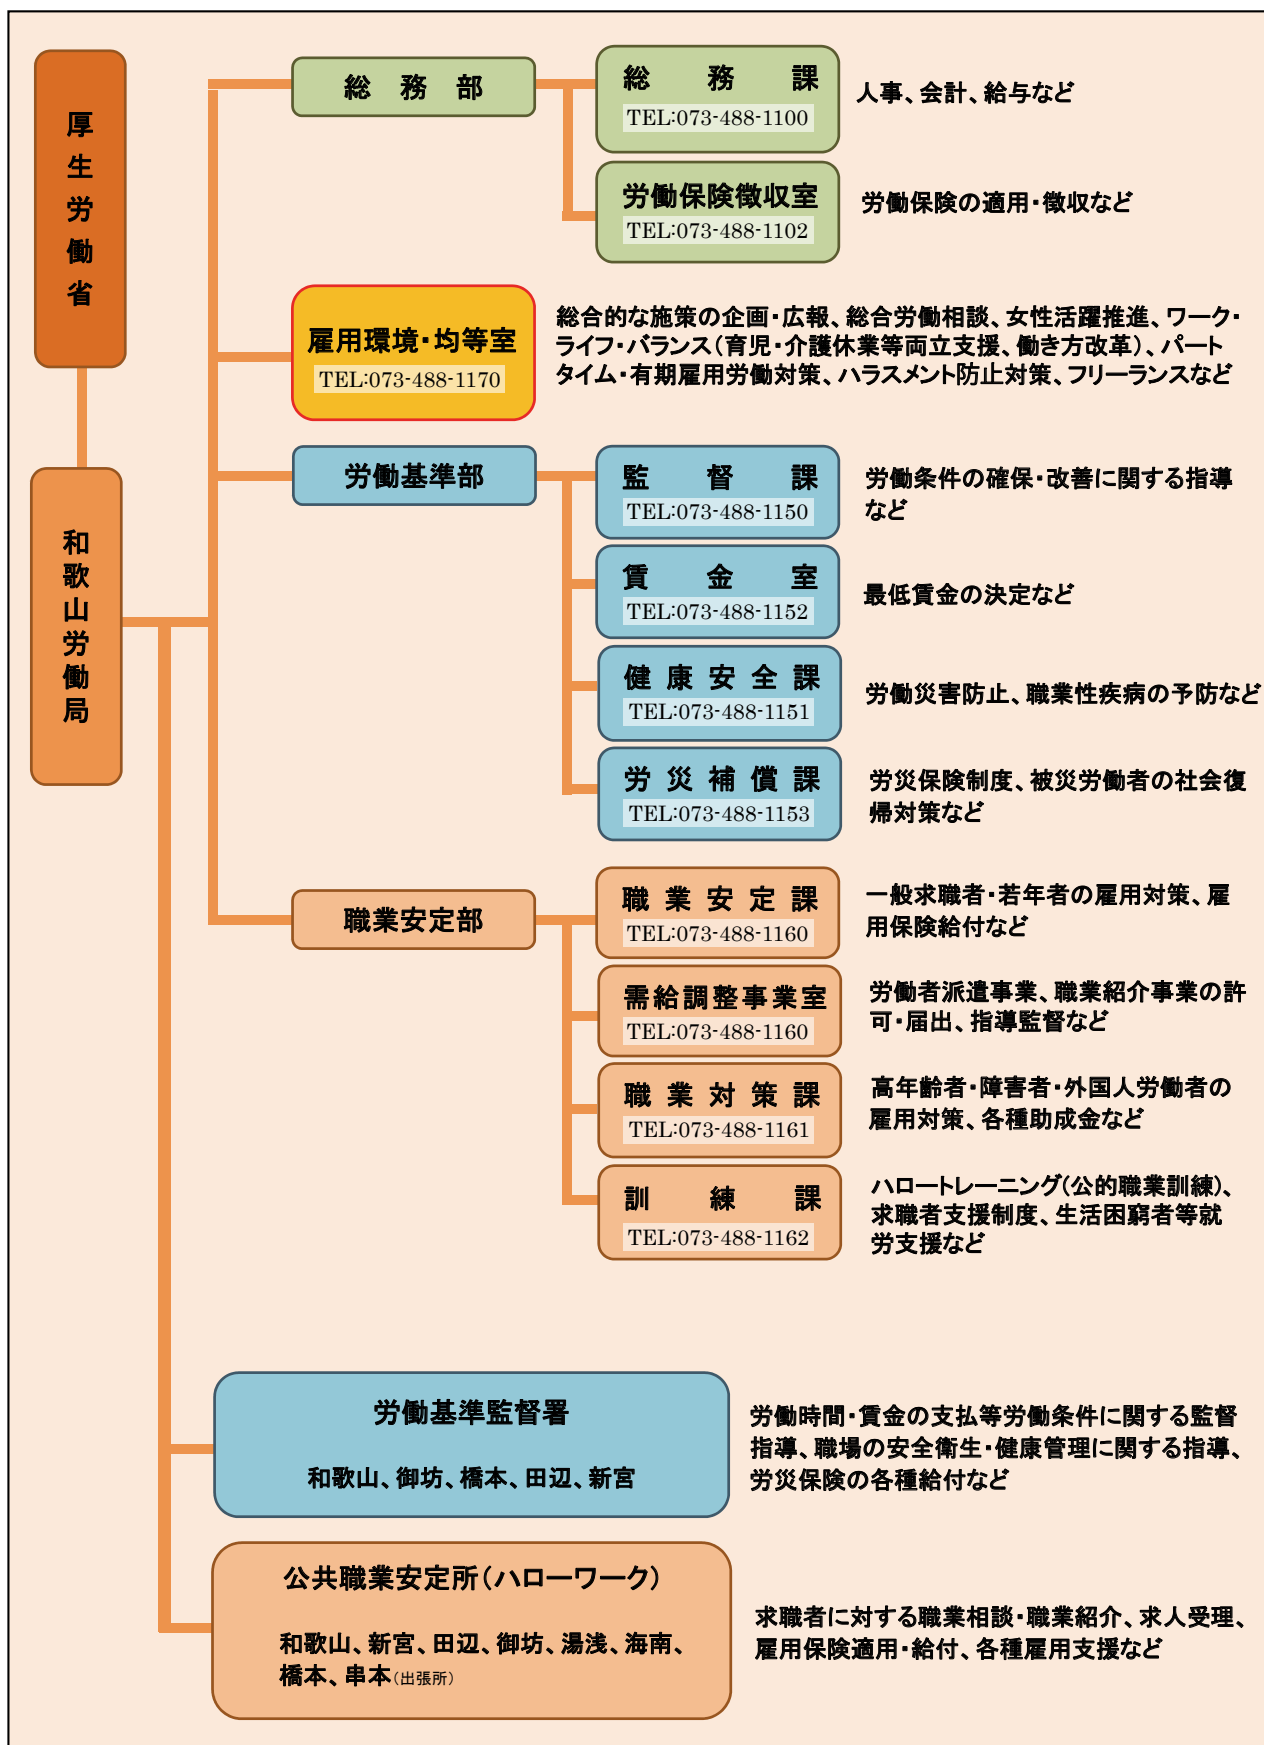 厚生労働省
和歌山労働局
総務部
総務課
TEL:073-488-1100
人事、会計、給与など
労働保険徴収室
TEL:073-488-1102
労働保険の適用・徴収など
雇用環境・均等室
TEL:073-488-1170
総合的な施策の企画・広報、総合労働相談、女性活躍推進、ワーク・
ライフ・バランス（育児・介護休業等両立支援、働き方改革）、パート
タイム・有期雇用労働対策、ハラスメント防止対策、フリーランスなど
労働基準部
監督課
TEL:073-488-1150
労働条件の確保・改善に関する指導
など
賃金室
TEL:073-488-1152
最低賃金の決定など
健康安全課
TEL:073-488-1151
労働災害防止、職業性疾病の予防など
労災補償課
TEL:073-488-1153
労災保険制度、被災労働者の社会復
帰対策など
職業安定部
職業安定課
TEL:073-488-1160
一般求職者・若年者の雇用対策、雇
用保険給付など
需給調整事業室
TEL:073-488-1160
労働者派遣事業、職業紹介事業の許
可・届出、指導監督など
職業対策課
TEL:073-488-1161
高年齢者・障害者・外国人労働者の
雇用対策、各種助成金など
訓練課
TEL:073-488-1162
ハロートレーニング(公的職業訓練)、
求職者支援制度、生活困窮者等就
労支援など
労働基準監督署
和歌山、御坊、橋本、田辺、新宮
労働時間・賃金の支払等労働条件に関する監督
指導、職場の安全衛生・健康管理に関する指導、
労災保険の各種給付など
公共職業安定所（ハローワーク）
和歌山、新宮、田辺、御坊、湯浅、海南、
橋本、串本（出張所）
求職者に対する職業相談・職業紹介、求人受理、
雇用保険適用・給付、各種雇用支援など